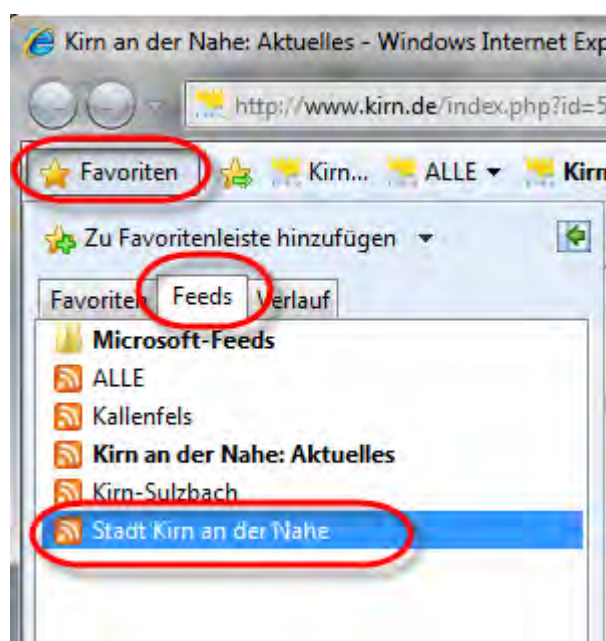 Kirn an der Nahe: Aktuelles - Windows Internet Exp
http://www.kirn.de/index.php?id=5
Favoriten Kirn... ALLE Kirn
Zu Favoritenleiste hinzufügen
Favoriten Feeds Verlauf
Microsoft-Feeds
ALLE
Kallenfels
Kirn an der Nahe: Aktuelles
Kirn-Sulzbach
Stadt Kirn an der Nahe